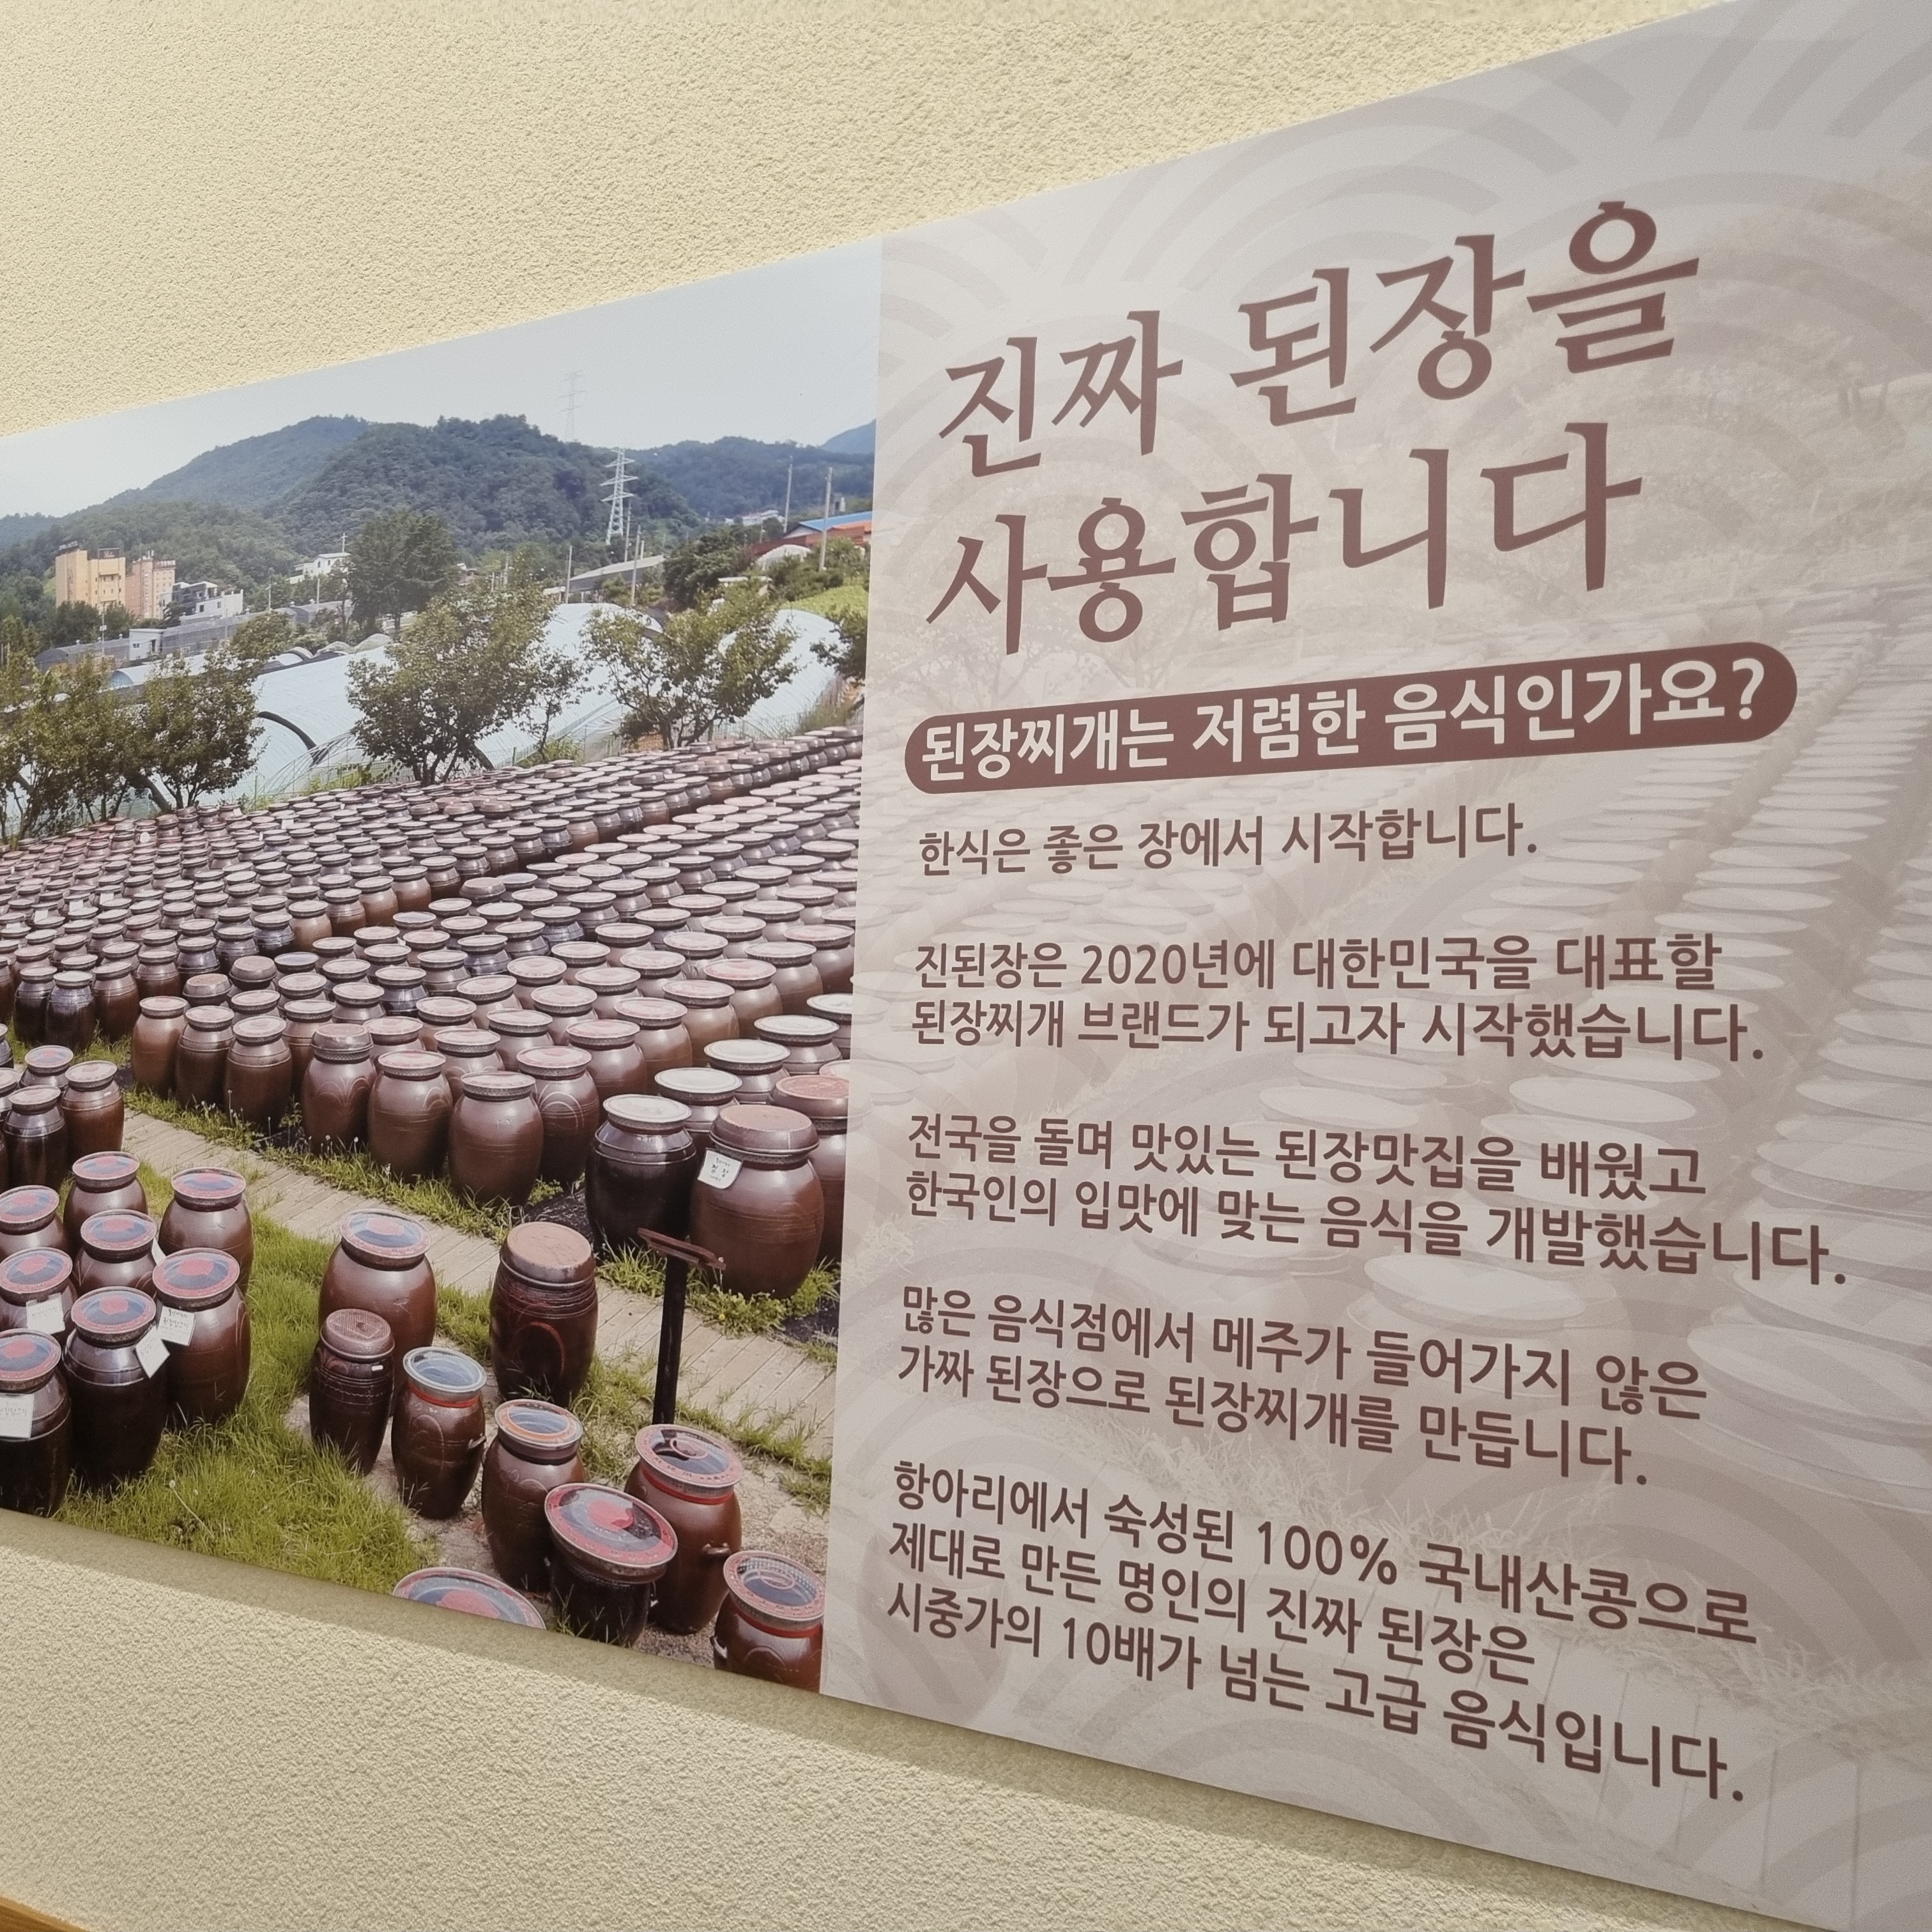 진짜 된장을
사용합니다
된장찌개는 저렴한 음식인가요?
한식은 좋은 장에서 시작합니다.
진된장은 2020년에 대한민국을 대표할
된장찌개 브랜드가 되고자 시작했습니다.
전국을 돌며 맛있는 된장맛집을 배웠고
한국인의 입맛에 맞는 음식을 개발했습니다.
많은 음식점에서 메주가 들어가지 않은
가짜 된장으로 된장찌개를 만듭니다.
항아리에서 숙성된 100% 국내산콩으로
제대로 만든 명인의 진짜 된장은
시중가의 10배가 넘는 고급 음식입니다.